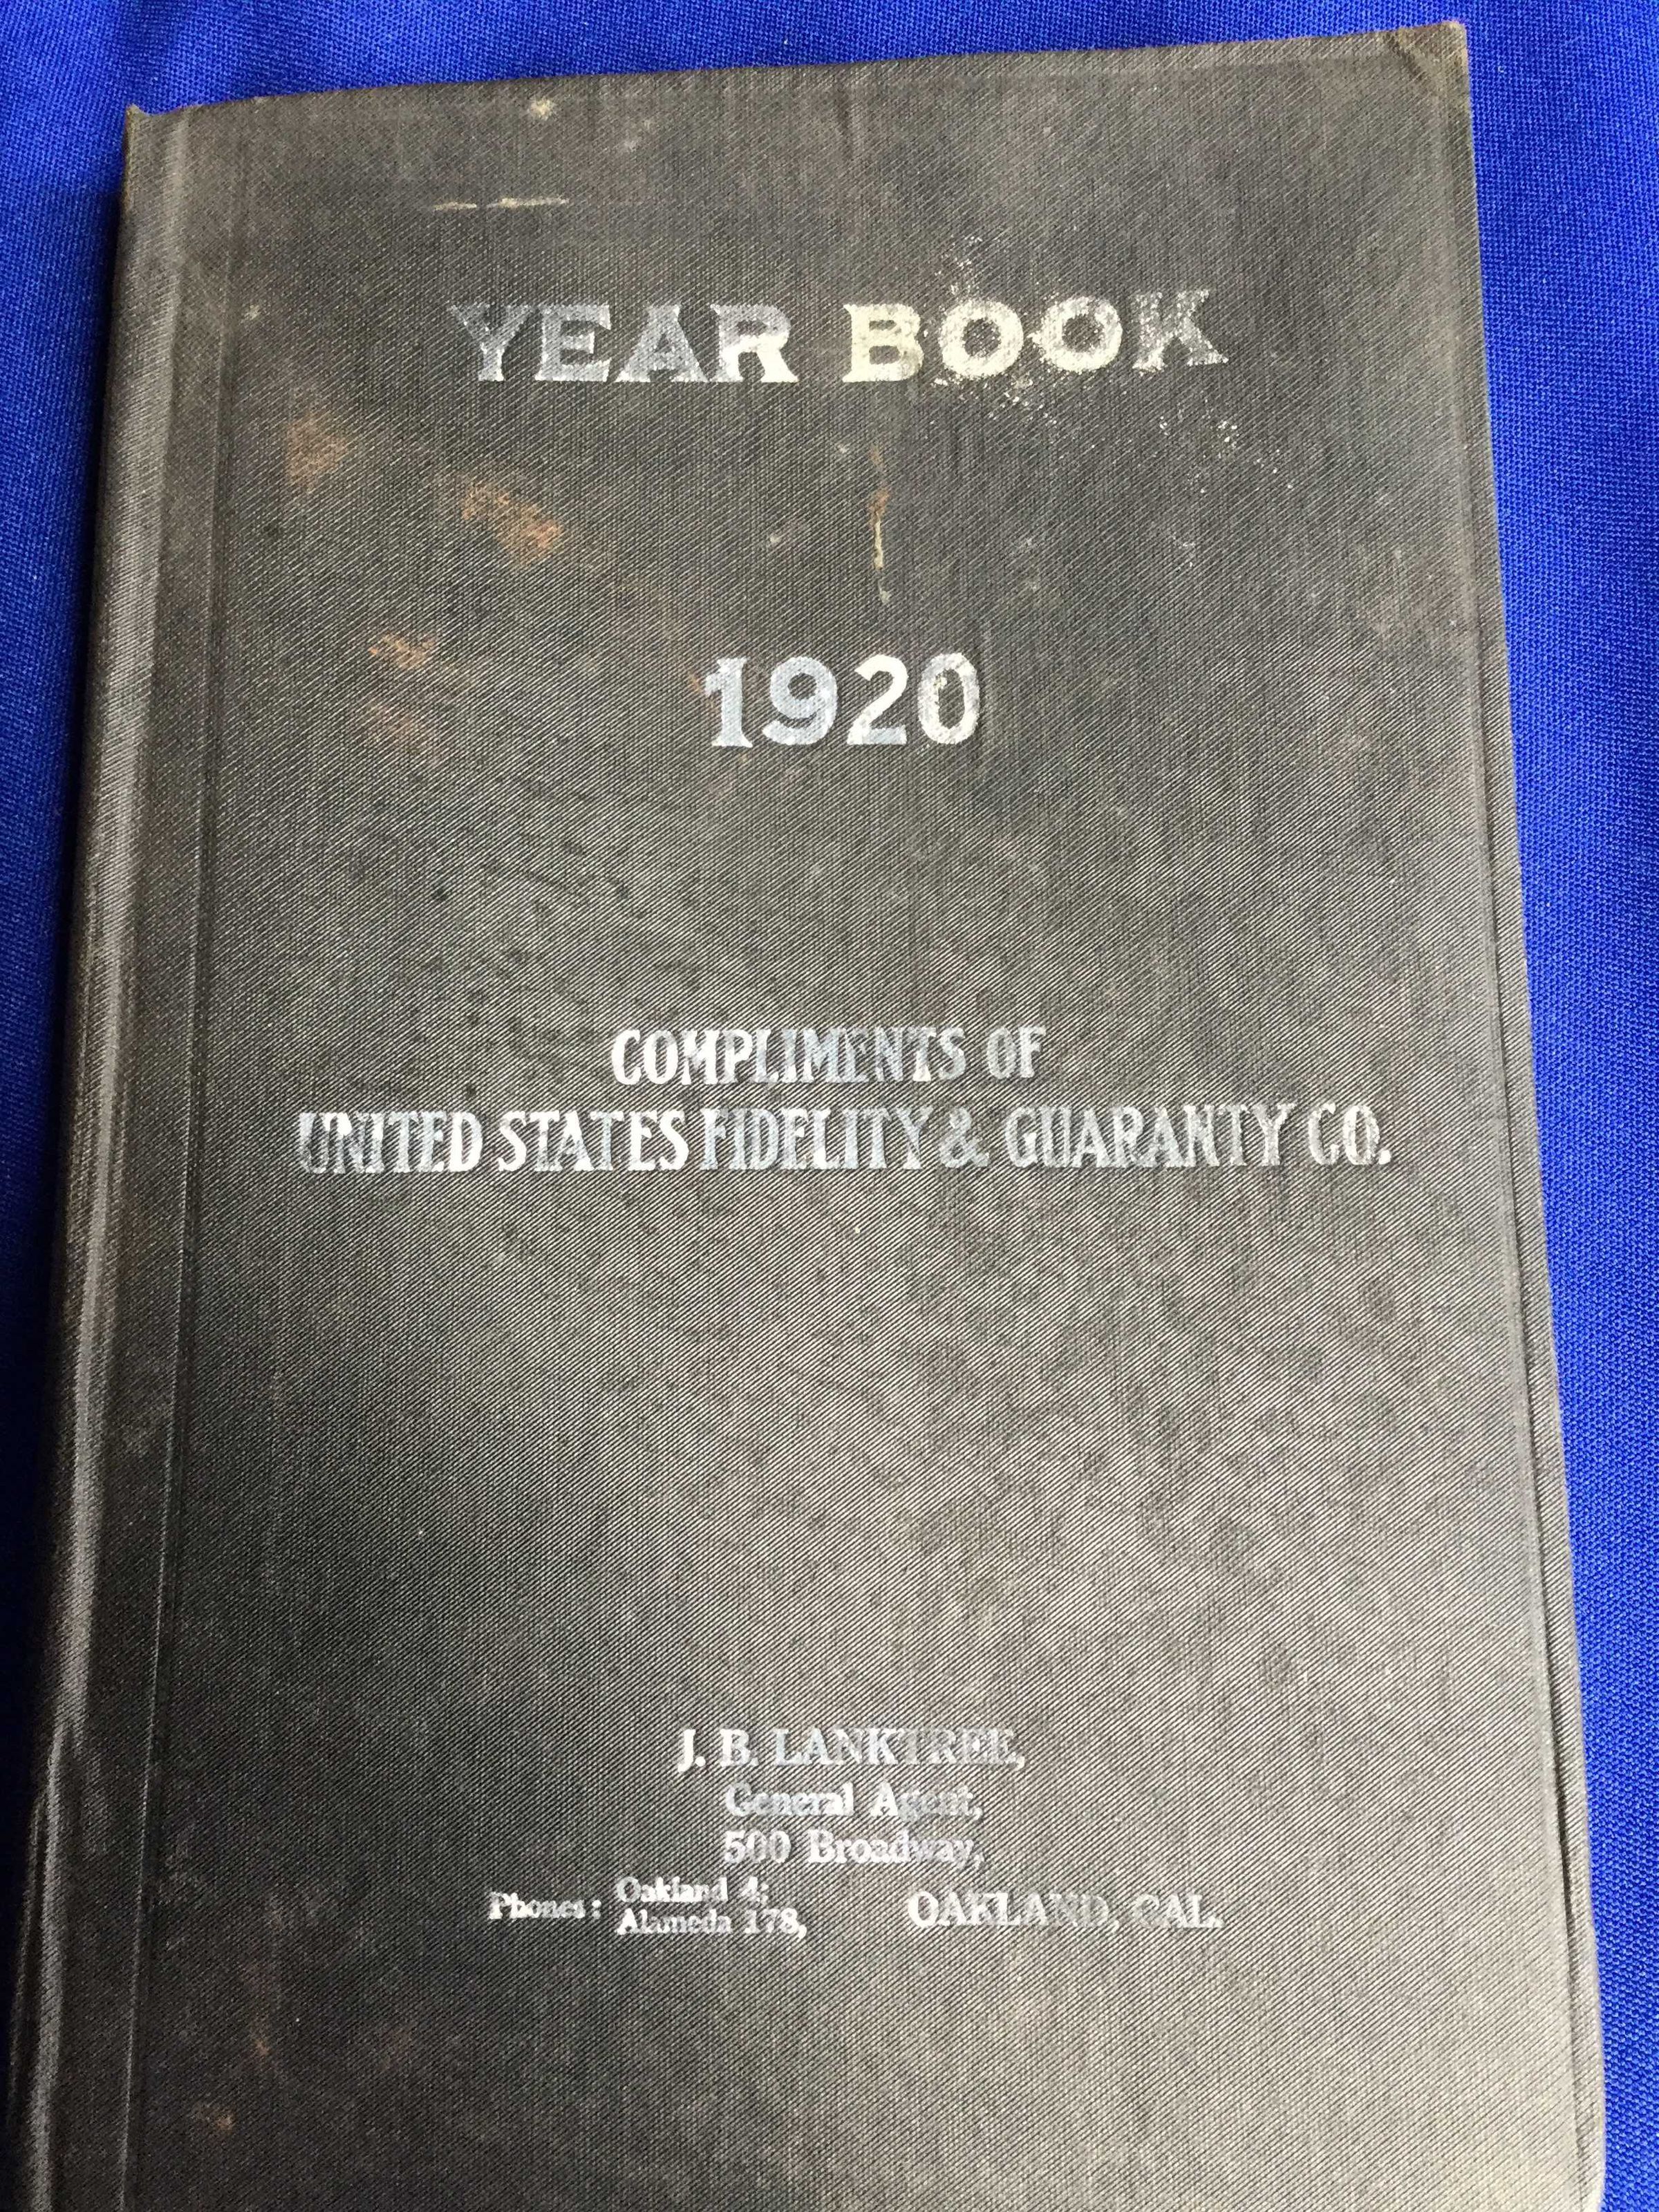 YEAR BOOK
1920
COMPLIMENTS OF
UNITED STATES FIDELITY & GUARANTY CO.
J. B. LANKTREE,
General Agent,
500 Broadway,
Phones: Oakland 4;
Alameda 178,
OAKLAND, CAL.